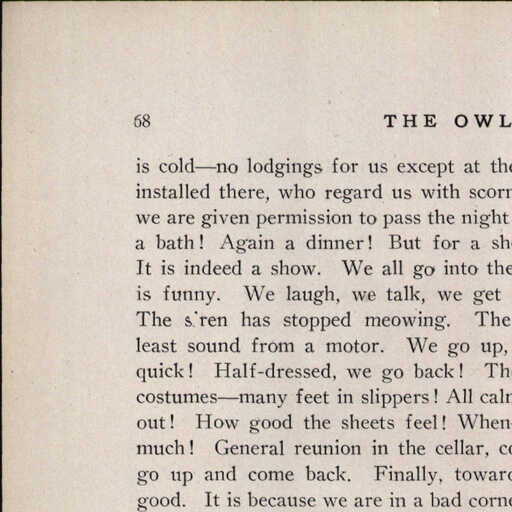 68 THE OWL
is cold—no lodgings for us except at the
installed there, who regard us with scorn
we are given permission to pass the night
a bath! Again a dinner! But for a sh
It is indeed a show. We all go into the
is funny. We laugh, we talk, we get
The s.'ren has stopped meowing. The
least sound from a motor. We go up,
quick! Half-dressed, we go back! Th
costumes—many feet in slippers! All calm
out! How good the sheets feel! When
much! General reunion in the cellar, co
go up and come back. Finally, toward
good. It is because we are in a bad corne